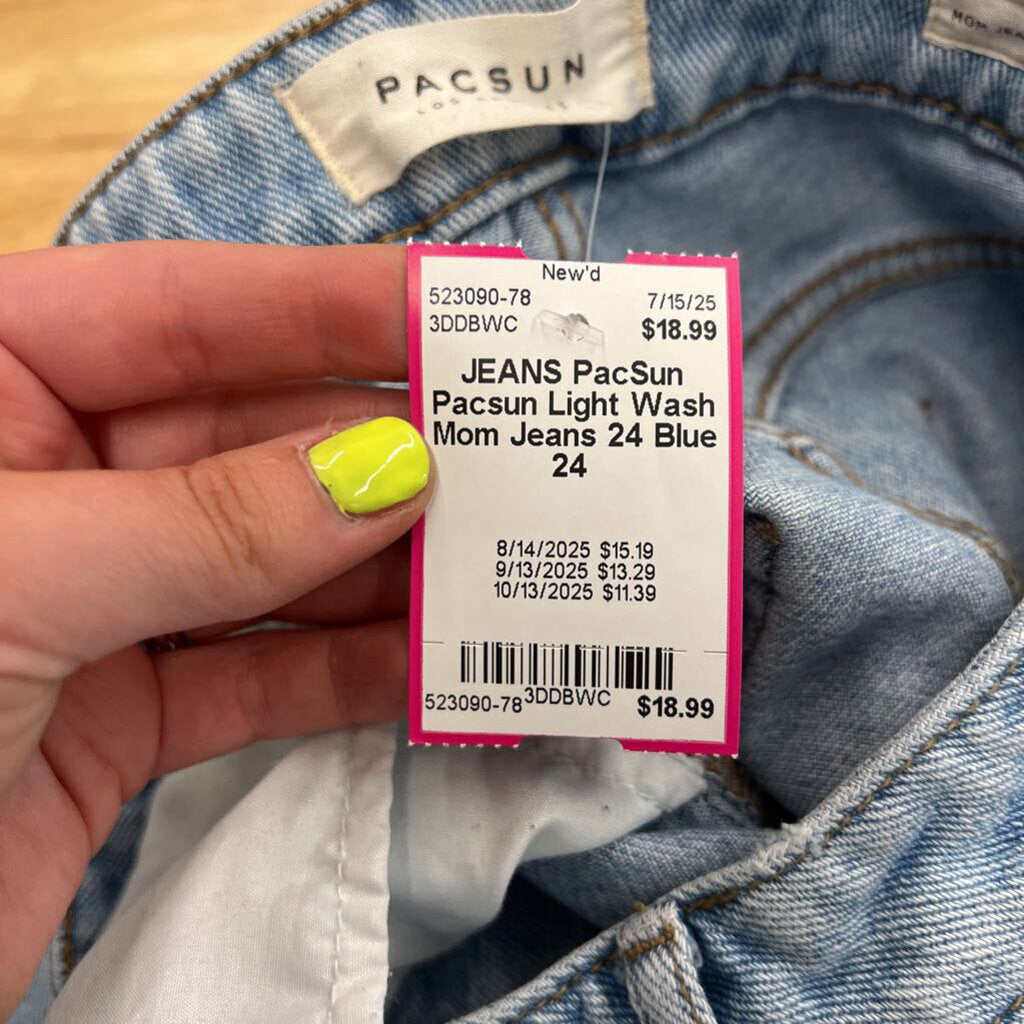 PACSUN
MOM JEA
New'd
523090-78 7/15/25
3DDBWC $18.99
JEANS PacSun
Pacsun Light Wash
Mom Jeans 24 Blue
24
8/14/2025 $15.19
9/13/2025 $13.29
10/13/2025 $11.39
523090-78 3DDBWC $18.99